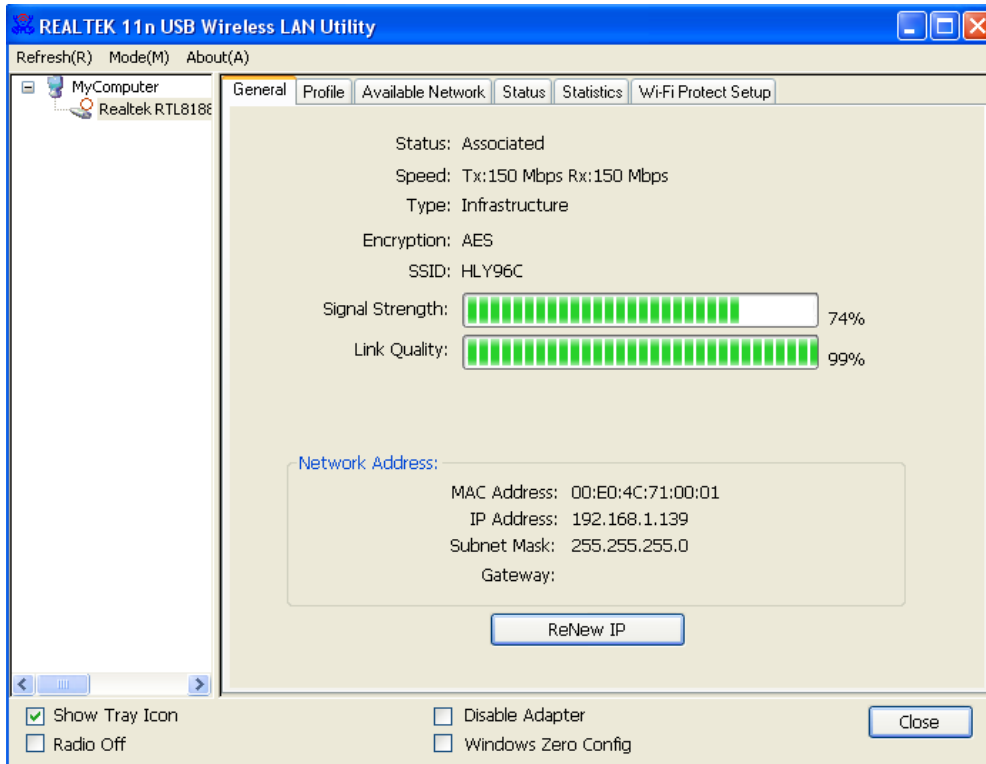 REALTEK 11n USB Wireless LAN Utility
Refresh(R) Mode(M) About(A)
MyComputer
Realtek RTL8188
General Profile Available Network Status Statistics Wi-Fi Protect Setup
Status: Associated
Speed: Tx:150 Mbps Rx:150 Mbps
Type: Infrastructure
Encryption: AES
SSID: HLY96C
Signal Strength: 74%
Link Quality: 99%
Network Address:
MAC Address: 00:E0:4C:71:00:01
IP Address: 192.168.1.139
Subnet Mask: 255.255.255.0
Gateway:
ReNew IP
Show Tray Icon
Radio Off
Disable Adapter
Windows Zero Config
Close